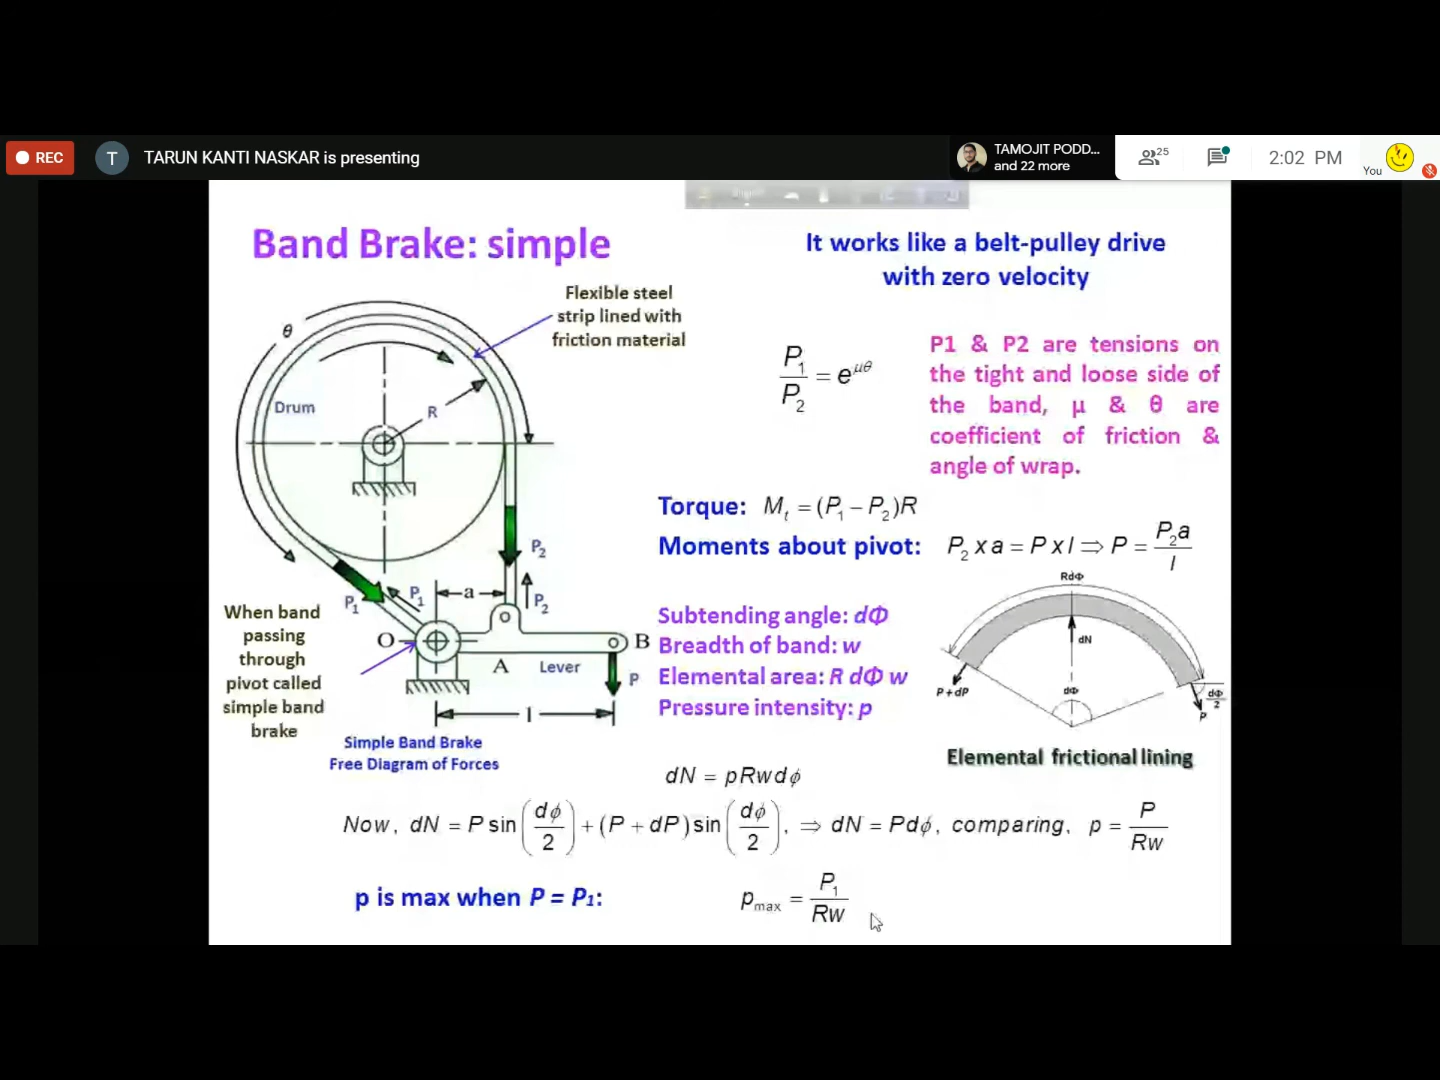 REC
T
TARUN KANTI NASKAR is presenting
TAMOJIT PODD...
and 22 more
25
2:02 PM
You
Band Brake: simple
It works like a belt-pulley drive
with zero velocity
Flexible steel
strip lined with
friction material
θ
Drum
R
P₁/P₂ = e^μθ
P1 & P2 are tensions on
the tight and loose side of
the band, μ & θ are
coefficient of friction &
angle of wrap.
Torque: Mt = (P₁ − P₂)R
Moments about pivot: P₂ x a = P x l ⇒ P = P₂a/l
P₂
P₁
P₁
a
P₂
When band
passing
through
pivot called
simple band
brake
O
A
Lever
B
P
l
Simple Band Brake
Free Diagram of Forces
Subtending angle: dΦ
Breadth of band: w
Elemental area: R dΦ w
Pressure intensity: p
RdΦ
dN
P+dP
dΦ
dΦ/2
P
Elemental frictional lining
dN = pRwdϕ
Now, dN = P sin(dϕ/2) + (P + dP) sin(dϕ/2), ⇒ dN = Pdϕ, comparing, p = P/Rw
p is max when P = P₁: pmax = P₁/Rw